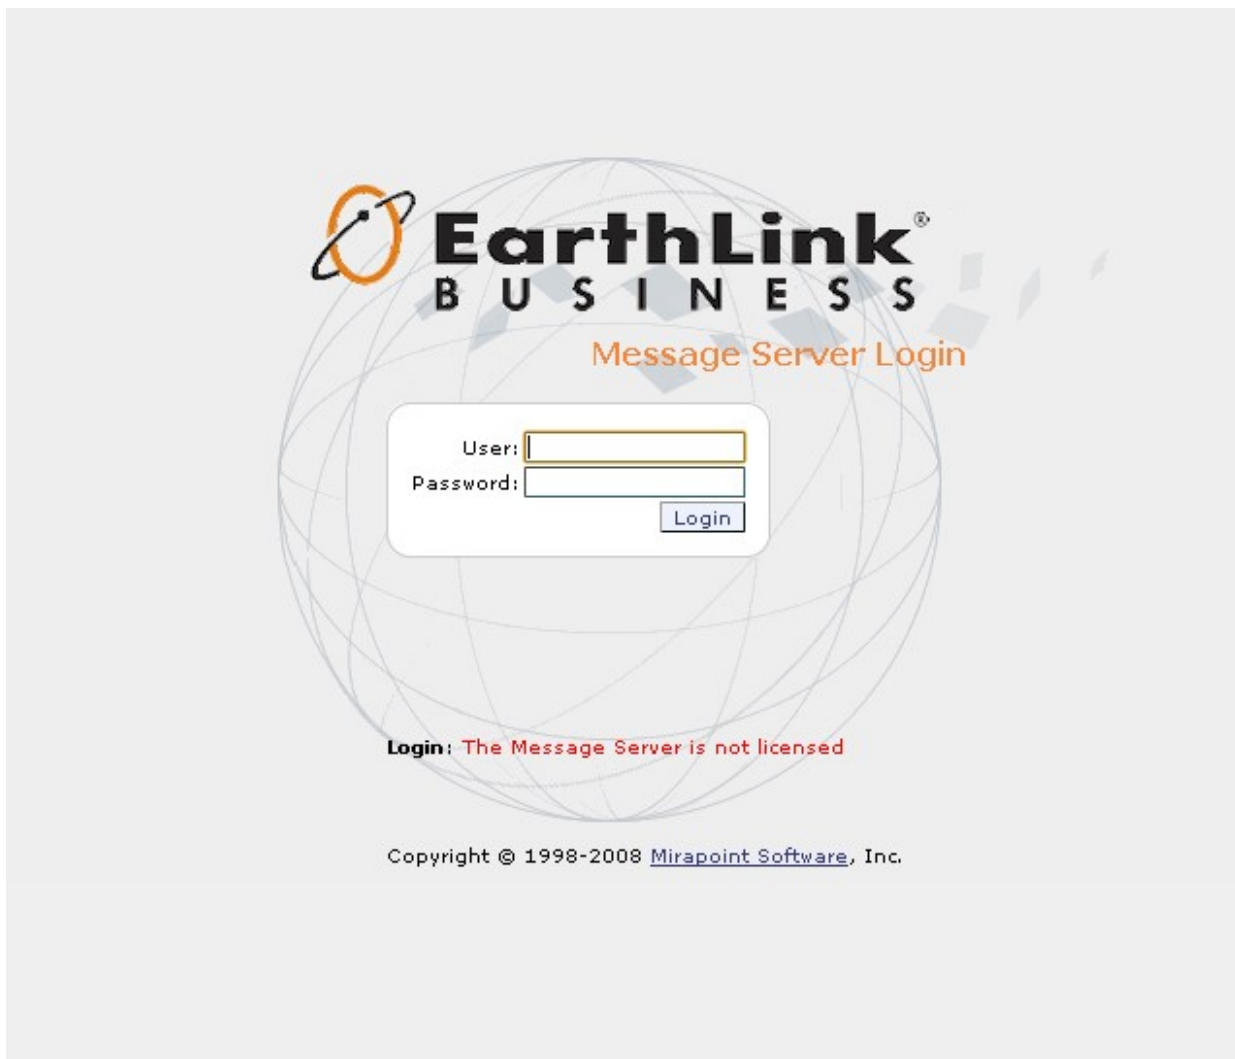 EarthLink®
BUSINESS
Message Server Login
User:
Password:
Login
Login: The Message Server is not licensed
Copyright © 1998-2008 Mirapoint Software, Inc.